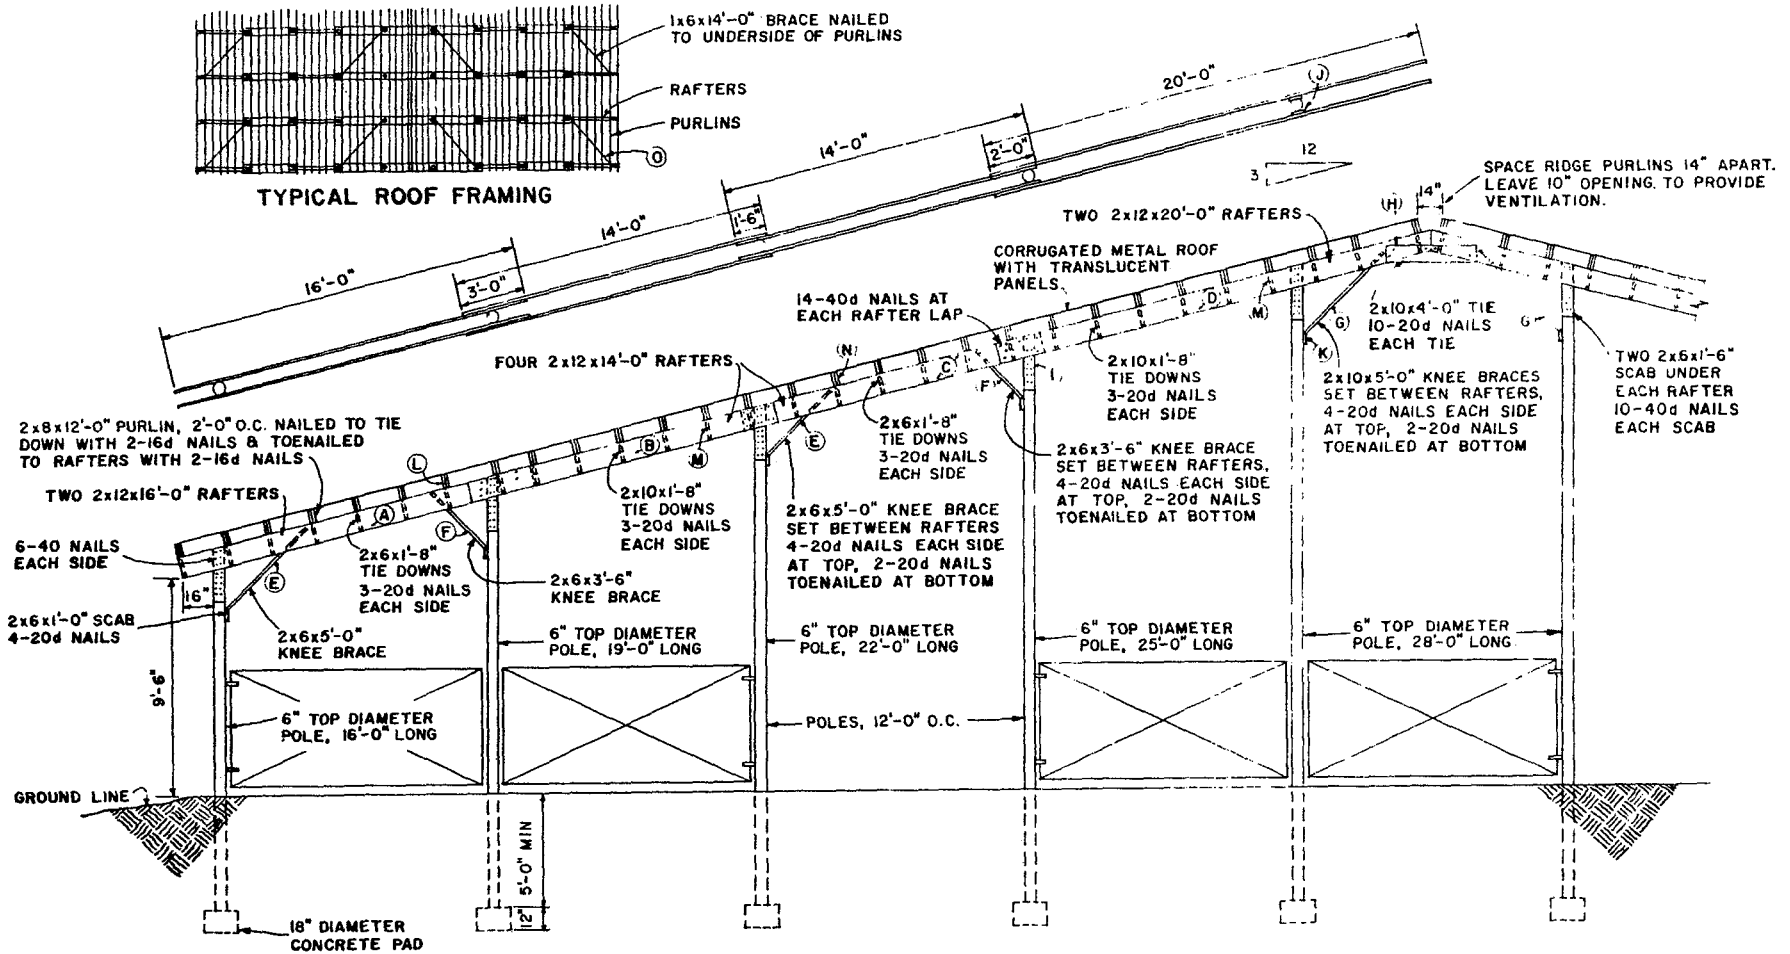 1x6x14'-0" BRACE NAILED
TO UNDERSIDE OF PURLINS
RAFTERS
PURLINS
O
TYPICAL ROOF FRAMING
20'-0"
J
14'-0"
2'-0"
14'-0"
1'-6"
16'-0"
3'-0"
12
3
SPACE RIDGE PURLINS 14" APART.
LEAVE 10" OPENING TO PROVIDE
VENTILATION.
(H)
14"
TWO 2x12x20'-0" RAFTERS
CORRUGATED METAL ROOF
WITH TRANSLUCENT
PANELS
14-40d NAILS AT
EACH RAFTER LAP
D
M
G
K
2x10x4'-0" TIE
10-20d NAILS
EACH TIE
G
FOUR 2x12x14'-0" RAFTERS
(N)
C
F
I
2x10x1'-8"
TIE DOWNS
3-20d NAILS
EACH SIDE
2x10x5'-0" KNEE BRACES
SET BETWEEN RAFTERS,
4-20d NAILS EACH SIDE
AT TOP, 2-20d NAILS
TOENAILED AT BOTTOM
TWO 2x6x1'-6"
SCAB UNDER
EACH RAFTER
10-40d NAILS
EACH SCAB
2x8x12'-0" PURLIN, 2'-0" O.C. NAILED TO TIE
DOWN WITH 2-16d NAILS & TOENAILED
TO RAFTERS WITH 2-16d NAILS
L
B
M
E
2x6x1'-8"
TIE DOWNS
3-20d NAILS
EACH SIDE
2x6x3'-6" KNEE BRACE
SET BETWEEN RAFTERS,
4-20d NAILS EACH SIDE
AT TOP, 2-20d NAILS
TOENAILED AT BOTTOM
TWO 2x12x16'-0" RAFTERS
A
F
2x10x1'-8"
TIE DOWNS
3-20d NAILS
EACH SIDE
2x6x5'-0" KNEE BRACE
SET BETWEEN RAFTERS
4-20d NAILS EACH SIDE
AT TOP, 2-20d NAILS
TOENAILED AT BOTTOM
6-40 NAILS
EACH SIDE
E
2x6x1'-8"
TIE DOWNS
3-20d NAILS
EACH SIDE
2x6x3'-6"
KNEE BRACE
16"
2x6x1'-0" SCAB
4-20d NAILS
2x6x5'-0"
KNEE BRACE
6" TOP DIAMETER
POLE, 19'-0" LONG
6" TOP DIAMETER
POLE, 22'-0" LONG
6" TOP DIAMETER
POLE, 25'-0" LONG
6" TOP DIAMETER
POLE, 28'-0" LONG
9'-6"
6" TOP DIAMETER
POLE, 16'-0" LONG
POLES, 12'-0" O.C.
GROUND LINE
5'-0" MIN
12"
18" DIAMETER
CONCRETE PAD